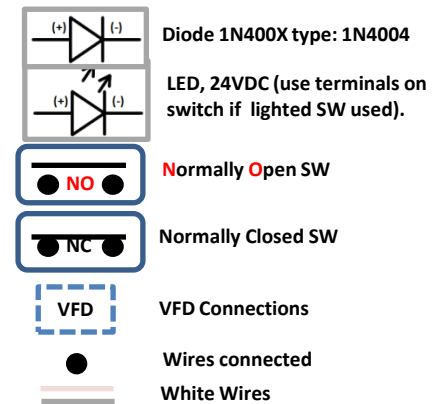 (+) (-) Diode 1N400X type: 1N4004
LED, 24VDC (use terminals on
(+) (-) switch if lighted SW used).
NO Normally Open SW
NC Normally Closed SW
VFD VFD Connections
Wires connected
White Wires